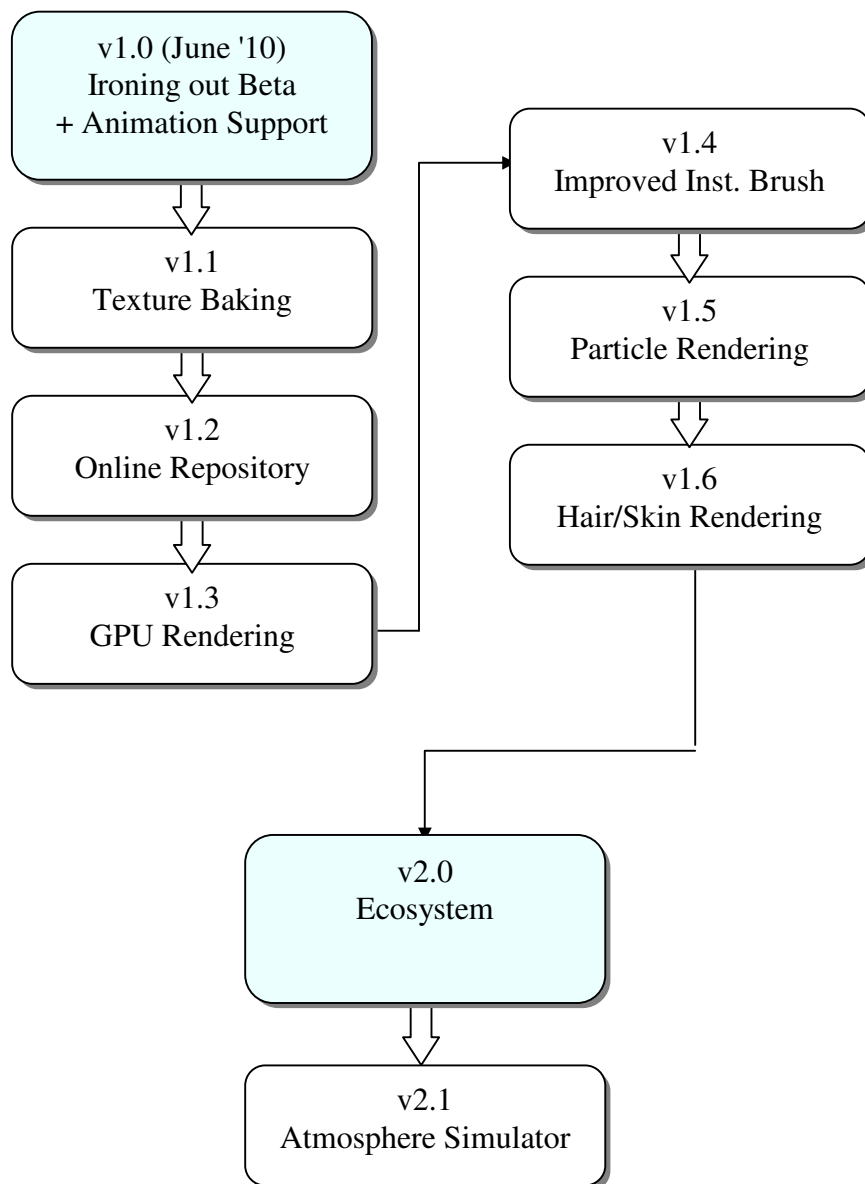 v1.0 (June '10)
Ironing out Beta
+ Animation Support
v1.1
Texture Baking
v1.2
Online Repository
v1.3
GPU Rendering
v1.4
Improved Inst. Brush
v1.5
Particle Rendering
v1.6
Hair/Skin Rendering
v2.0
Ecosystem
v2.1
Atmosphere Simulator